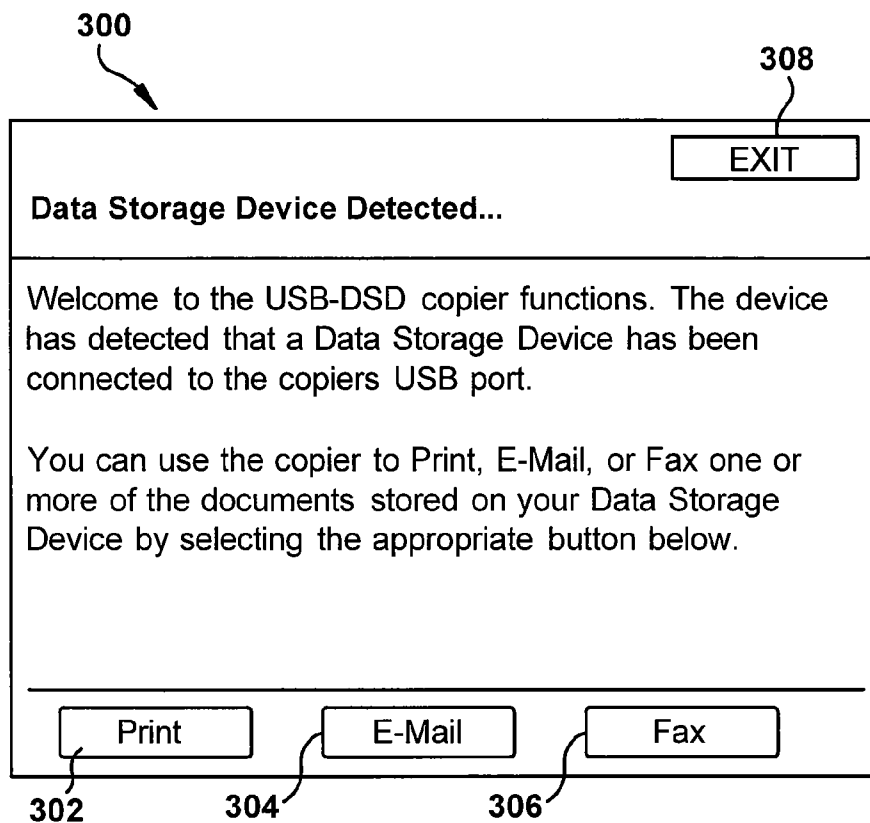 300
308
EXIT
Data Storage Device Detected...
Welcome to the USB-DSD copier functions. The device
has detected that a Data Storage Device has been
connected to the copiers USB port.
You can use the copier to Print, E-Mail, or Fax one or
more of the documents stored on your Data Storage
Device by selecting the appropriate button below.
Print
E-Mail
Fax
302
304
306